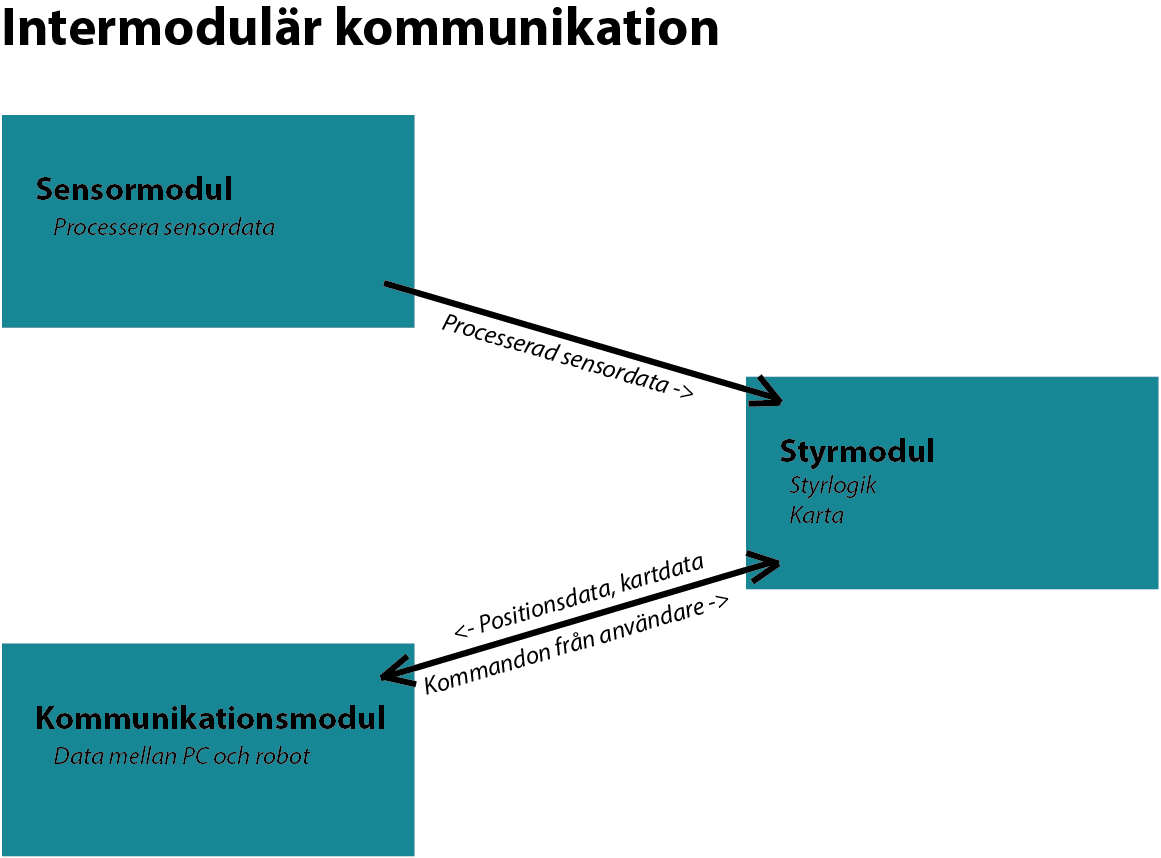 Intermodulär kommunikation
Sensormodul
Processera sensordata
Processerad sensordata ->
Styrmodul
Styrlogik
Karta
<- Positionsdata, kartdata
Kommandon från användare ->
Kommunikationsmodul
Data mellan PC och robot